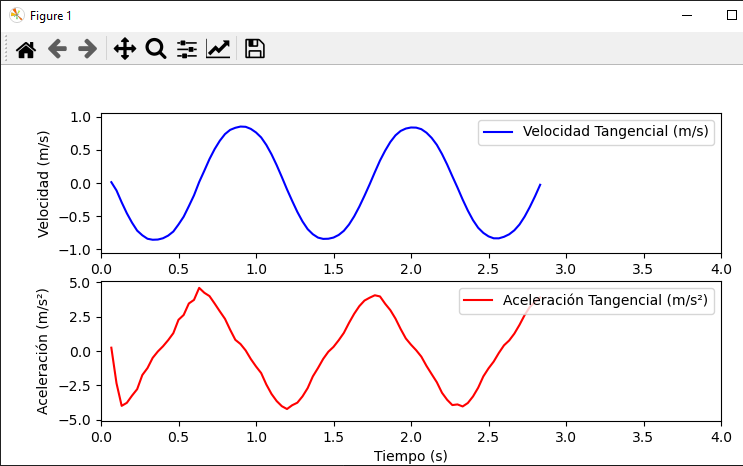 Figure 1
1.0
0.5
0.0
−0.5
−1.0
Velocidad (m/s)
Velocidad Tangencial (m/s)
0.0 0.5 1.0 1.5 2.0 2.5 3.0 3.5 4.0
5.0
2.5
0.0
−2.5
−5.0
Aceleración (m/s²)
Aceleración Tangencial (m/s²)
0.0 0.5 1.0 1.5 2.0 2.5 3.0 3.5 4.0
Tiempo (s)